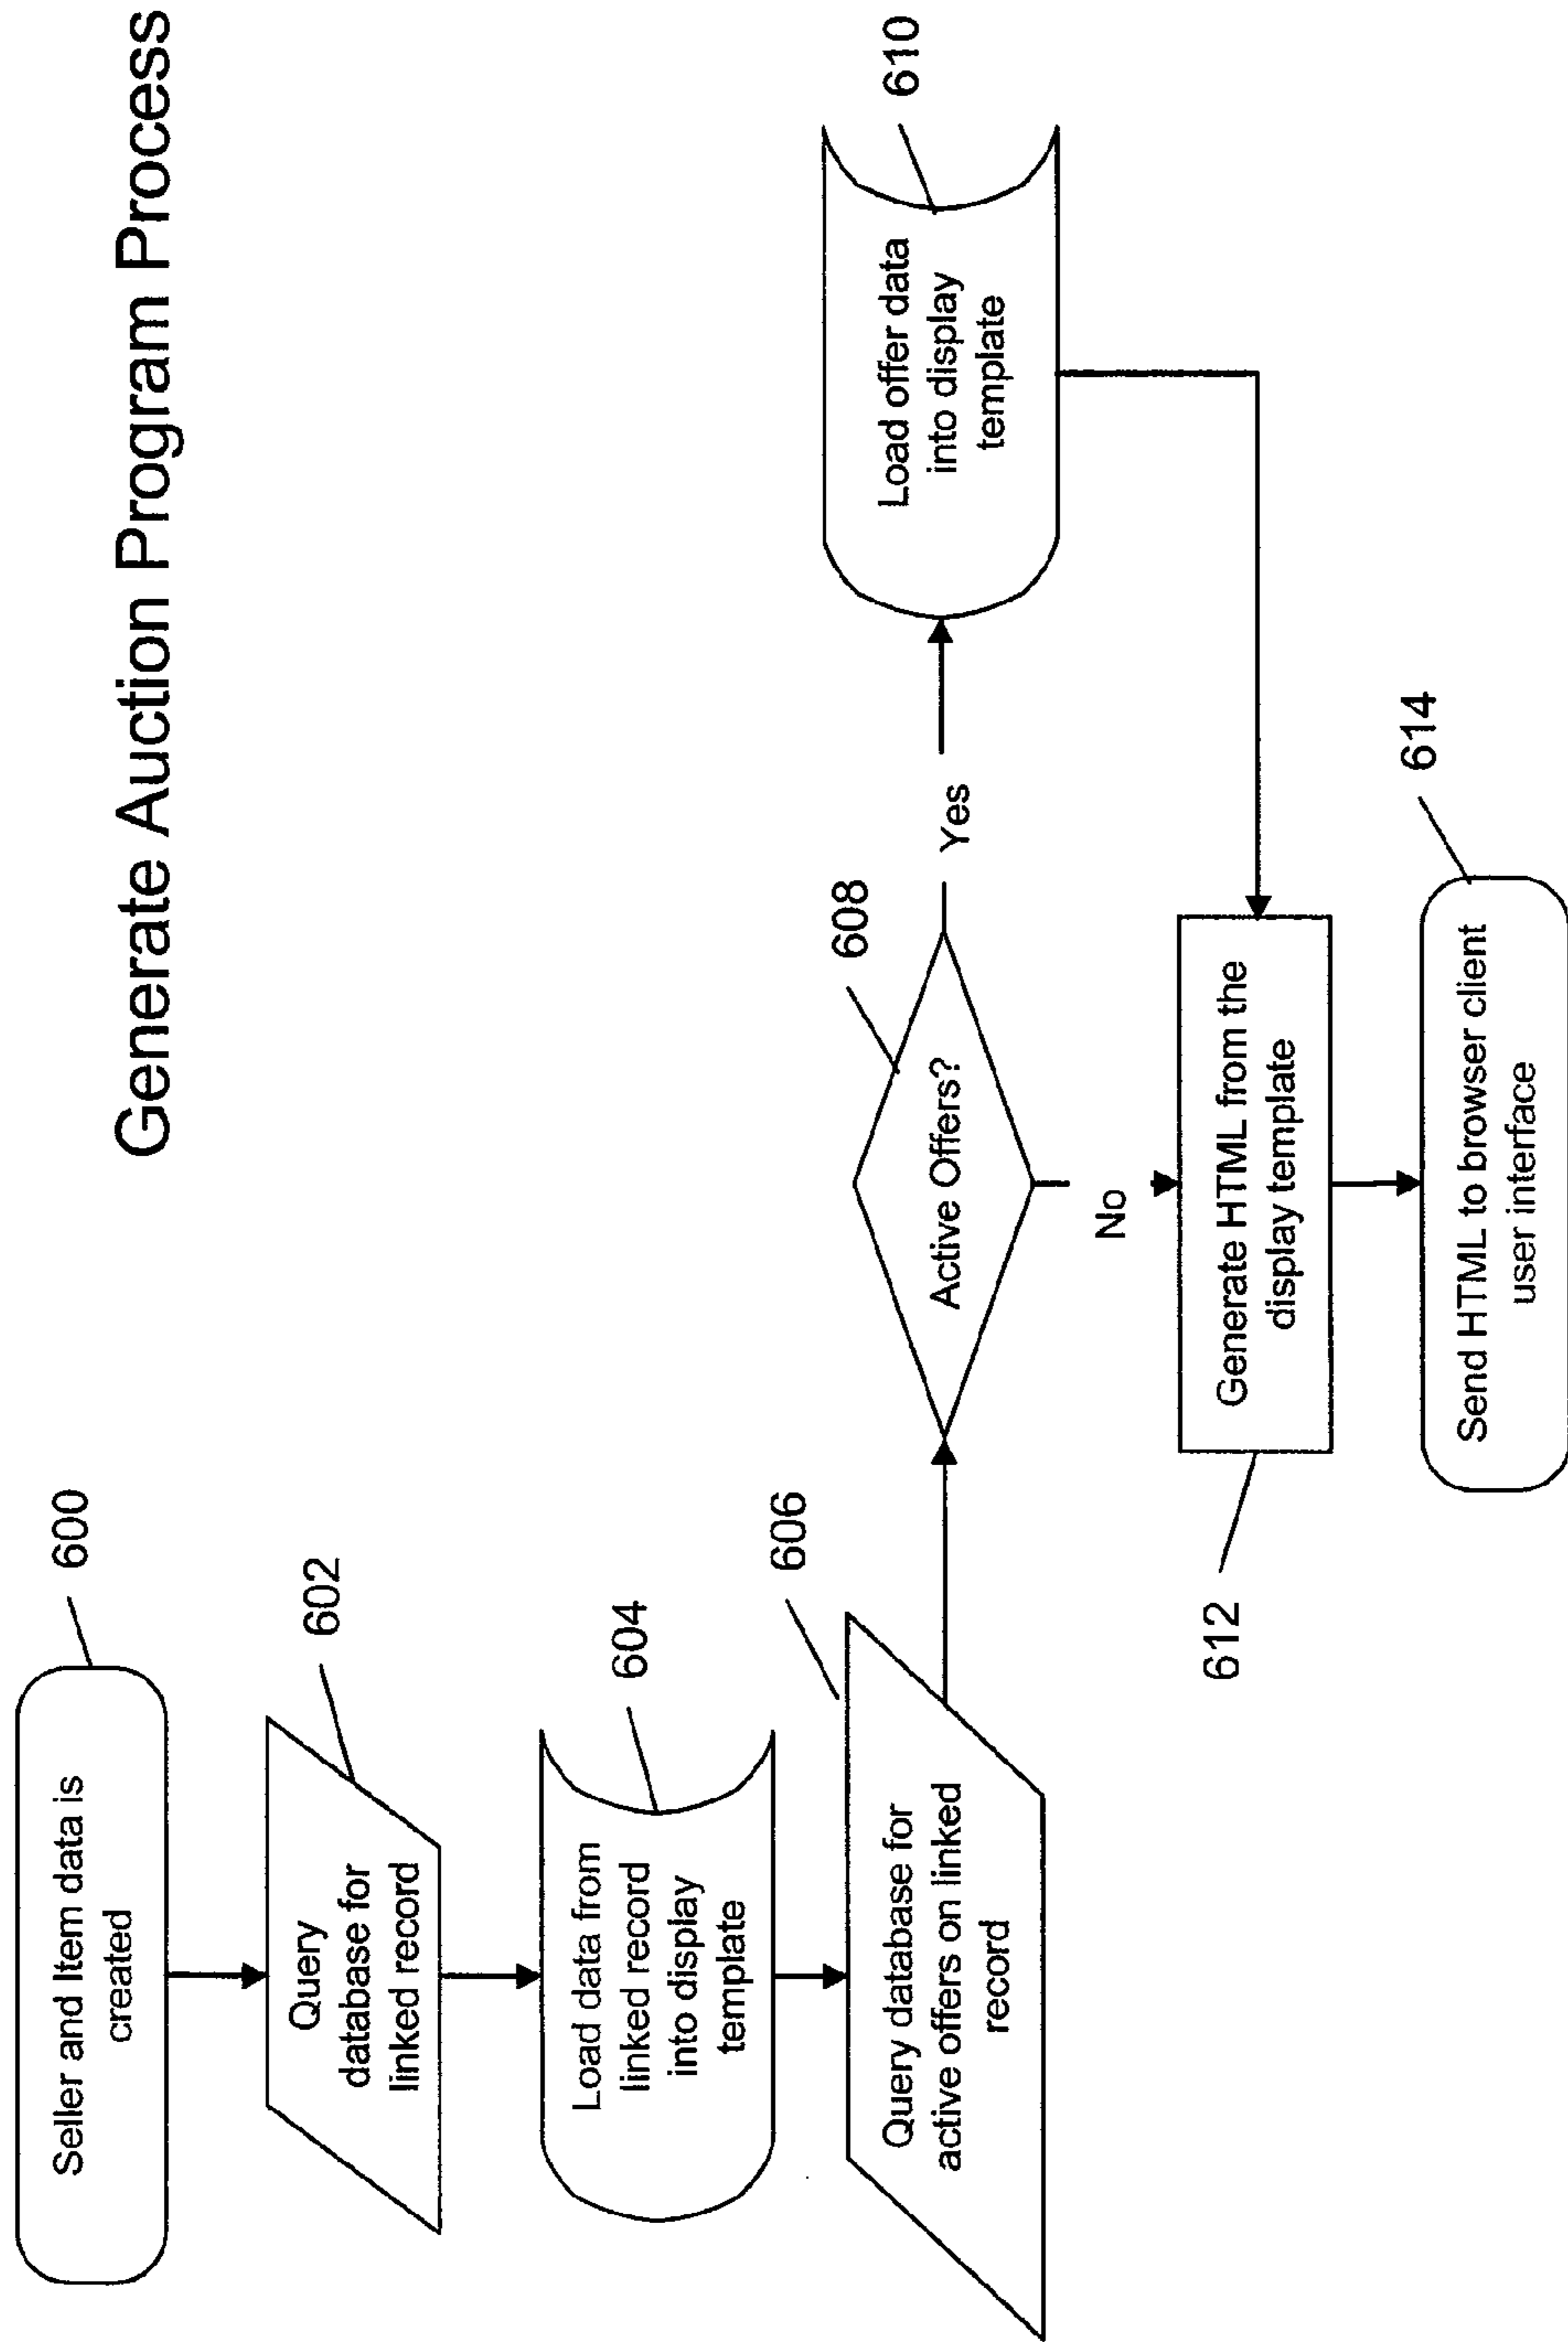 Generate Auction Program Process
600
Seller and Item data is
created
602
Query
database for
linked record
604
Load data from
linked record
into display
template
606
Query database for
active offers on linked
record
608
Active Offers?
Yes
610
Load offer data
into display
template
No
612
Generate HTML from the
display template
614
Send HTML to browser client
user interface